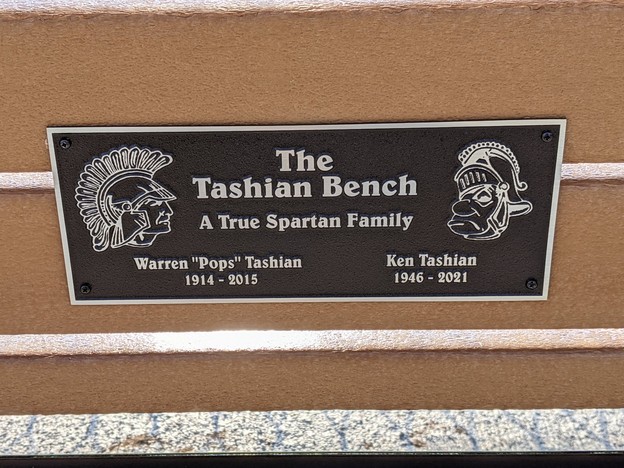 The
Tashian Bench
A True Spartan Family
Warren "Pops" Tashian
1914 - 2015
Ken Tashian
1946 - 2021